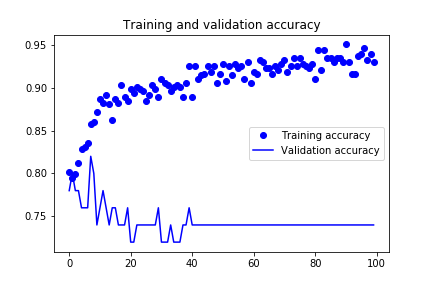 Training and validation accuracy
0.95
0.90
0.85
0.80
0.75
Training accuracy
Validation accuracy
0 20 40 60 80 100